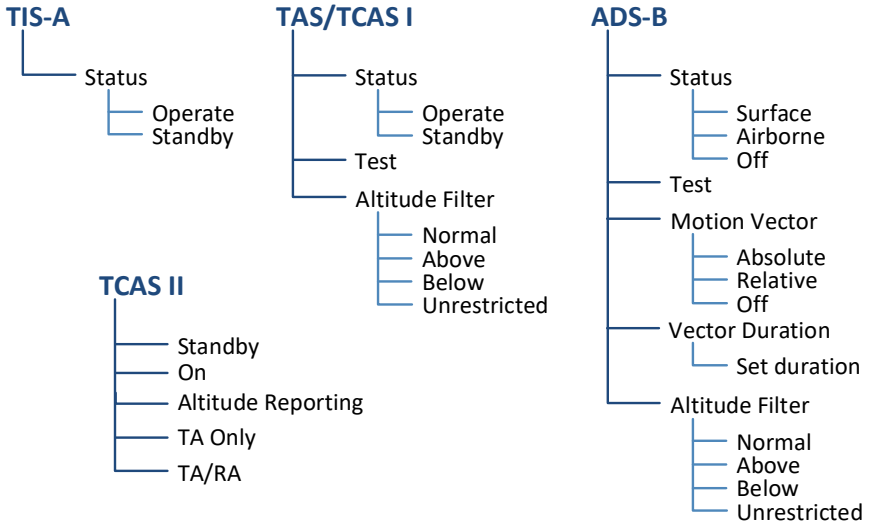 TIS-A
Status
Operate
Standby
TAS/TCAS I
Status
Operate
Standby
Test
Altitude Filter
Normal
Above
Below
Unrestricted
ADS-B
Status
Surface
Airborne
Off
Test
Motion Vector
Absolute
Relative
Off
Vector Duration
Set duration
Altitude Filter
Normal
Above
Below
Unrestricted
TCAS II
Standby
On
Altitude Reporting
TA Only
TA/RA